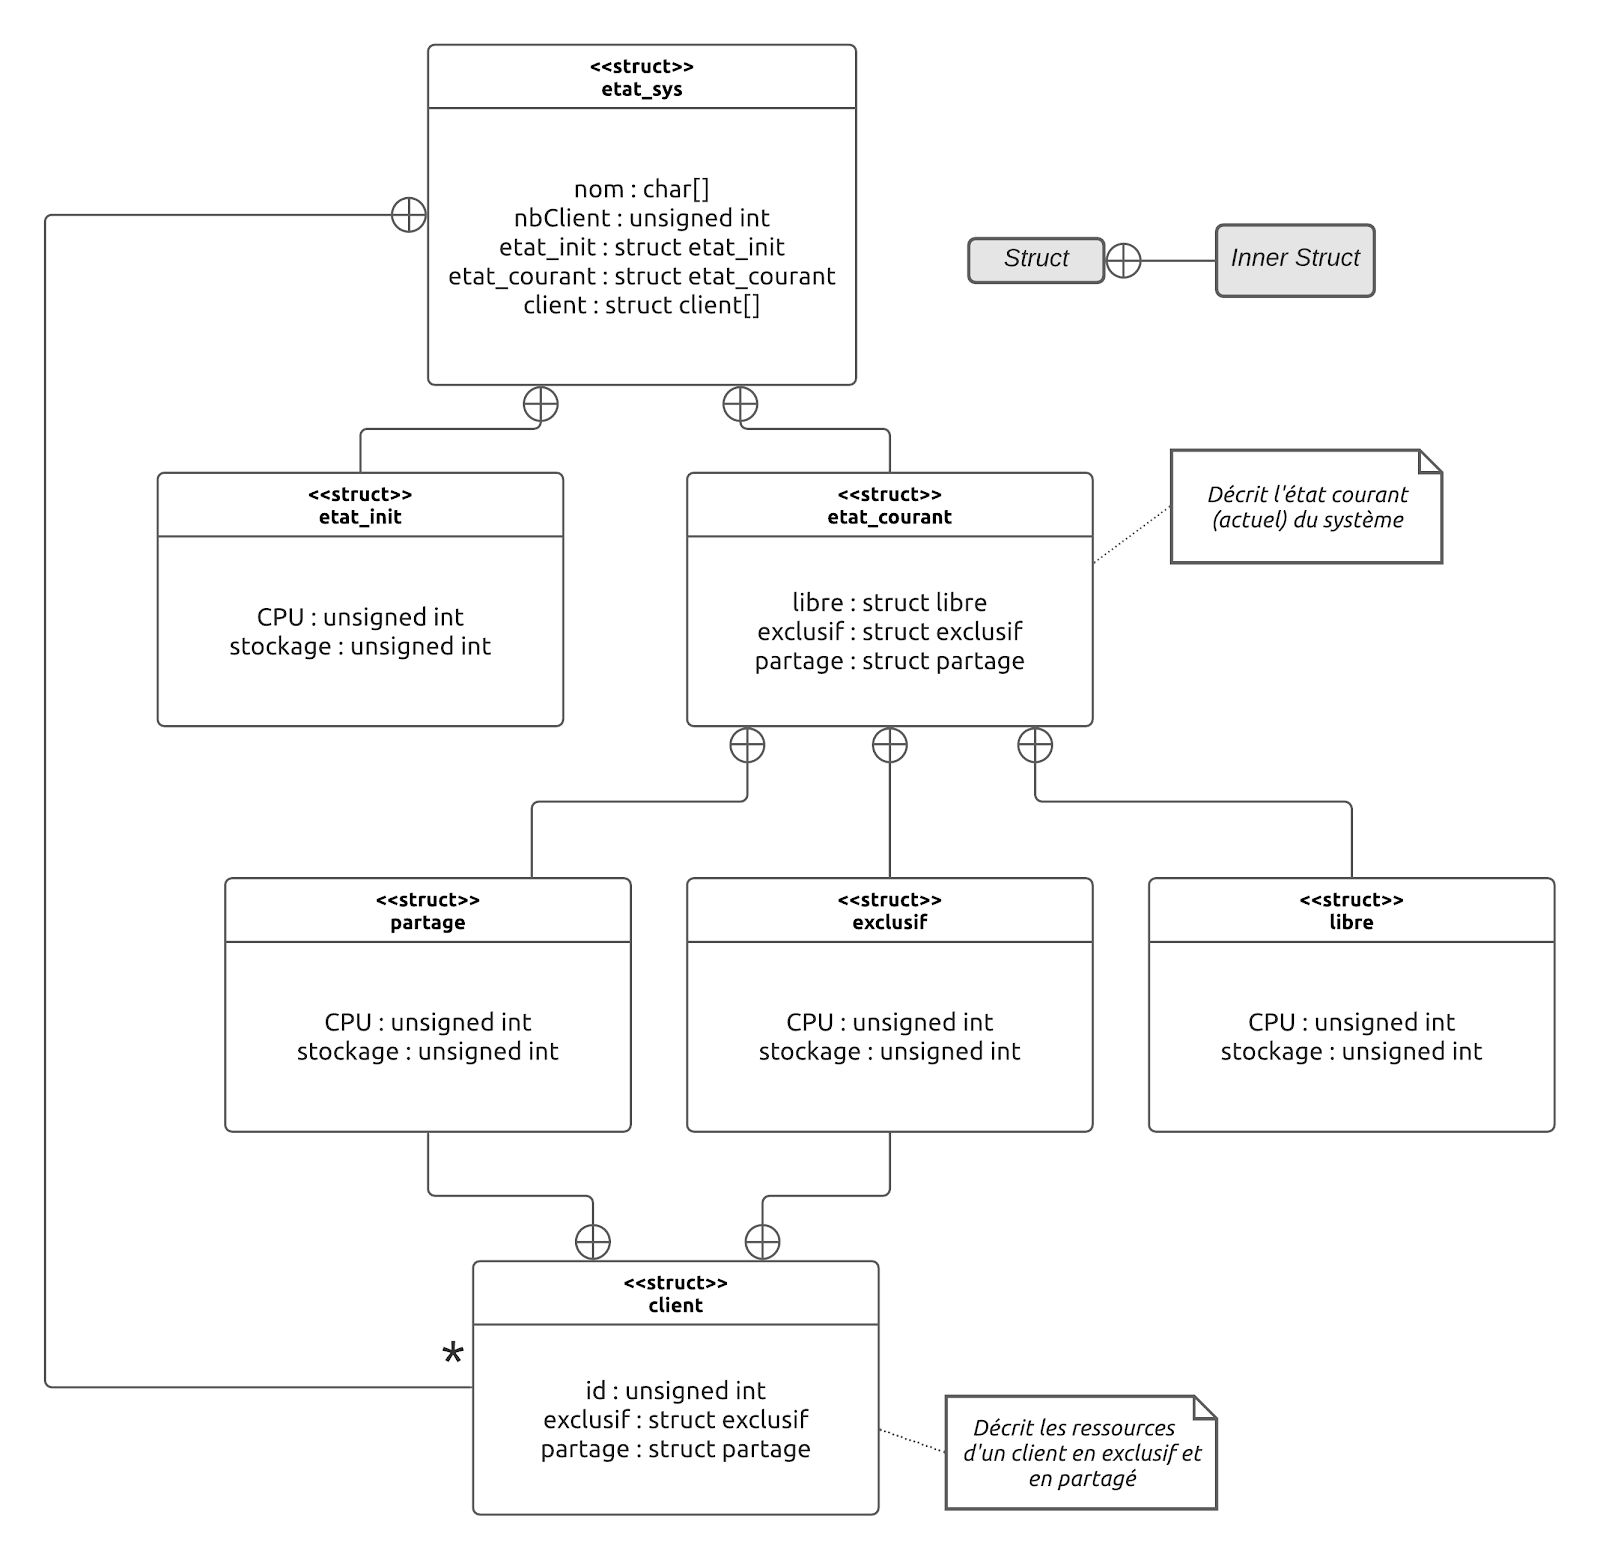 <<struct>>
etat_sys
nom : char[]
nbClient : unsigned int
etat_init : struct etat_init
etat_courant : struct etat_courant
client : struct client[]
Struct
Inner Struct
<<struct>>
etat_init
CPU : unsigned int
stockage : unsigned int
<<struct>>
etat_courant
libre : struct libre
exclusif : struct exclusif
partage : struct partage
Décrit l'état courant
(actuel) du système
<<struct>>
partage
CPU : unsigned int
stockage : unsigned int
<<struct>>
exclusif
CPU : unsigned int
stockage : unsigned int
<<struct>>
libre
CPU : unsigned int
stockage : unsigned int
<<struct>>
client
*
id : unsigned int
exclusif : struct exclusif
partage : struct partage
Décrit les ressources
d'un client en exclusif et
en partagé